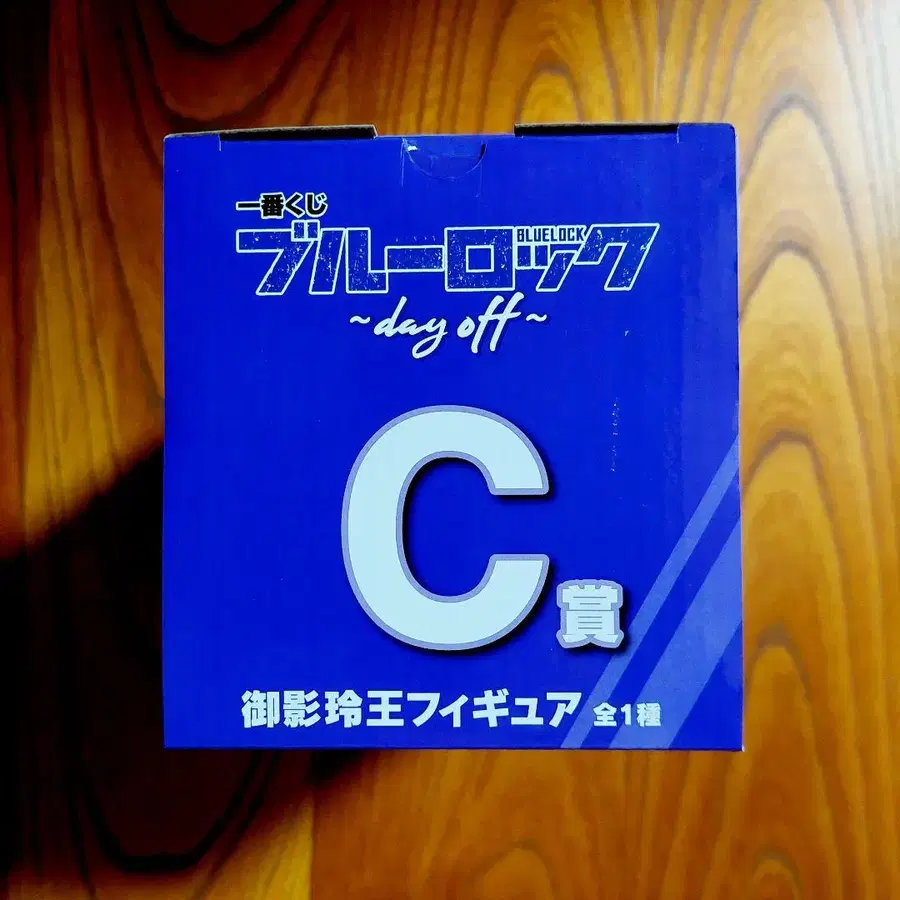 一番くじ
ブルーロック
BLUELOCK
~day off~
C賞
御影玲王フィギュア 全1種